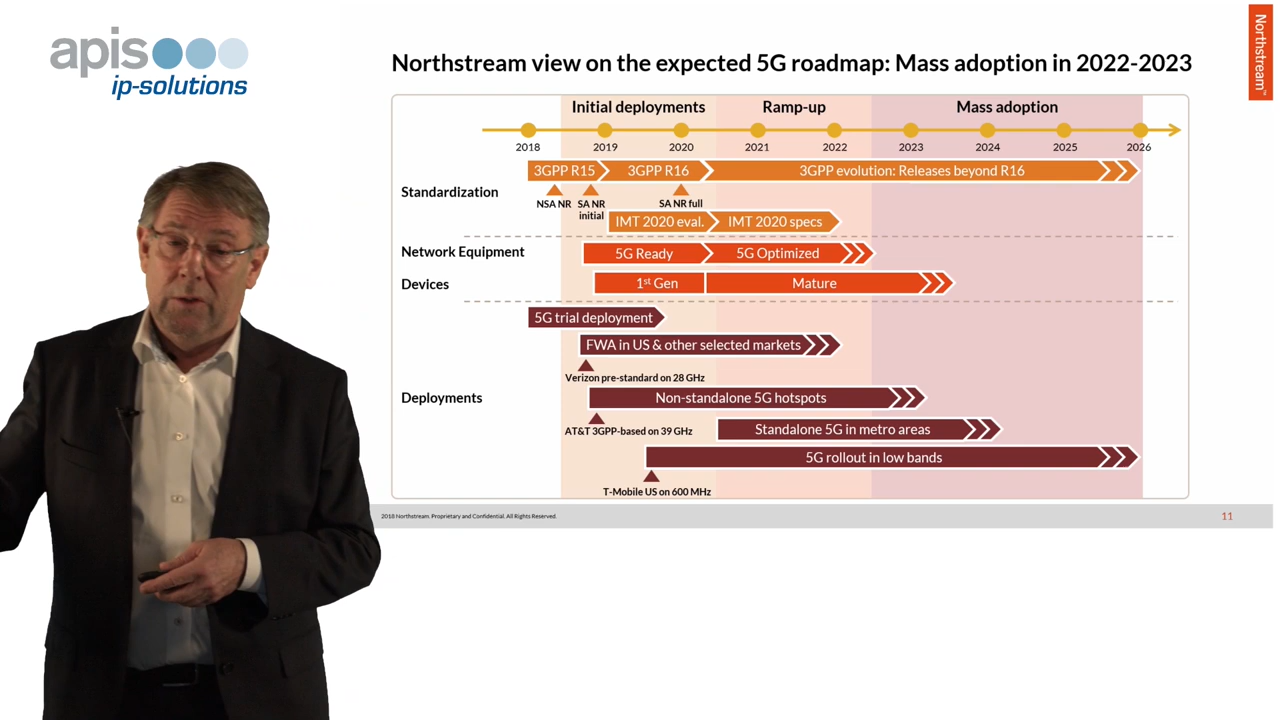 apis
ip-solutions
Northstream™
Northstream view on the expected 5G roadmap: Mass adoption in 2022-2023
Initial deployments
Ramp-up
Mass adoption
2018
2019
2020
2021
2022
2023
2024
2025
2026
Standardization
3GPP R15
3GPP R16
3GPP evolution: Releases beyond R16
NSA NR
SA NR
initial
SA NR full
IMT 2020 eval.
IMT 2020 specs
Network Equipment
5G Ready
5G Optimized
Devices
1st Gen
Mature
Deployments
5G trial deployment
FWA in US & other selected markets
Verizon pre-standard on 28 GHz
Non-standalone 5G hotspots
AT&T 3GPP-based on 39 GHz
Standalone 5G in metro areas
5G rollout in low bands
T-Mobile US on 600 MHz
2018 Northstream. Proprietary and Confidential. All Rights Reserved.
11